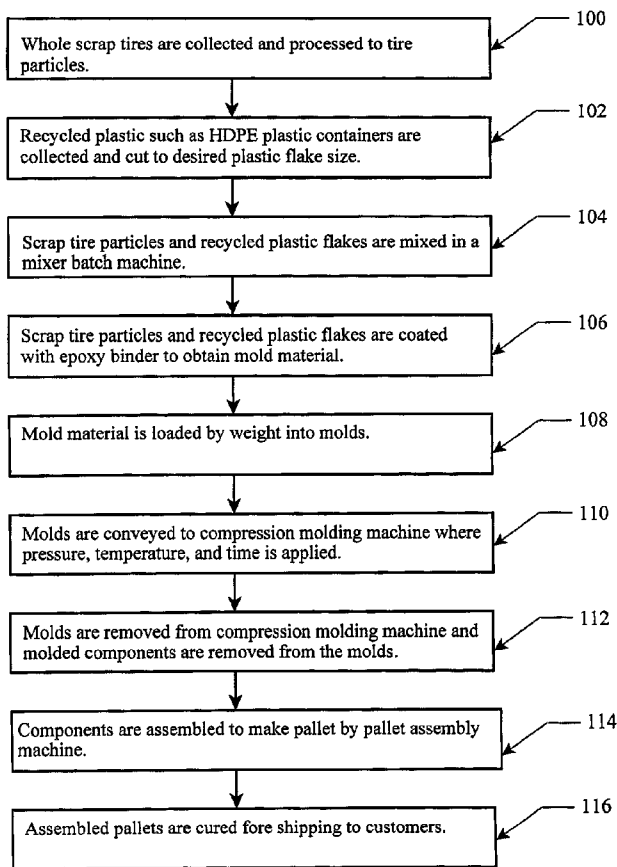 100
Whole scrap tires are collected and processed to tire
particles.
102
Recycled plastic such as HDPE plastic containers are
collected and cut to desired plastic flake size.
104
Scrap tire particles and recycled plastic flakes are mixed in a
mixer batch machine.
106
Scrap tire particles and recycled plastic flakes are coated
with epoxy binder to obtain mold material.
108
Mold material is loaded by weight into molds.
110
Molds are conveyed to compression molding machine where
pressure, temperature, and time is applied.
112
Molds are removed from compression molding machine and
molded components are removed from the molds.
114
Components are assembled to make pallet by pallet assembly
machine.
116
Assembled pallets are cured fore shipping to customers.